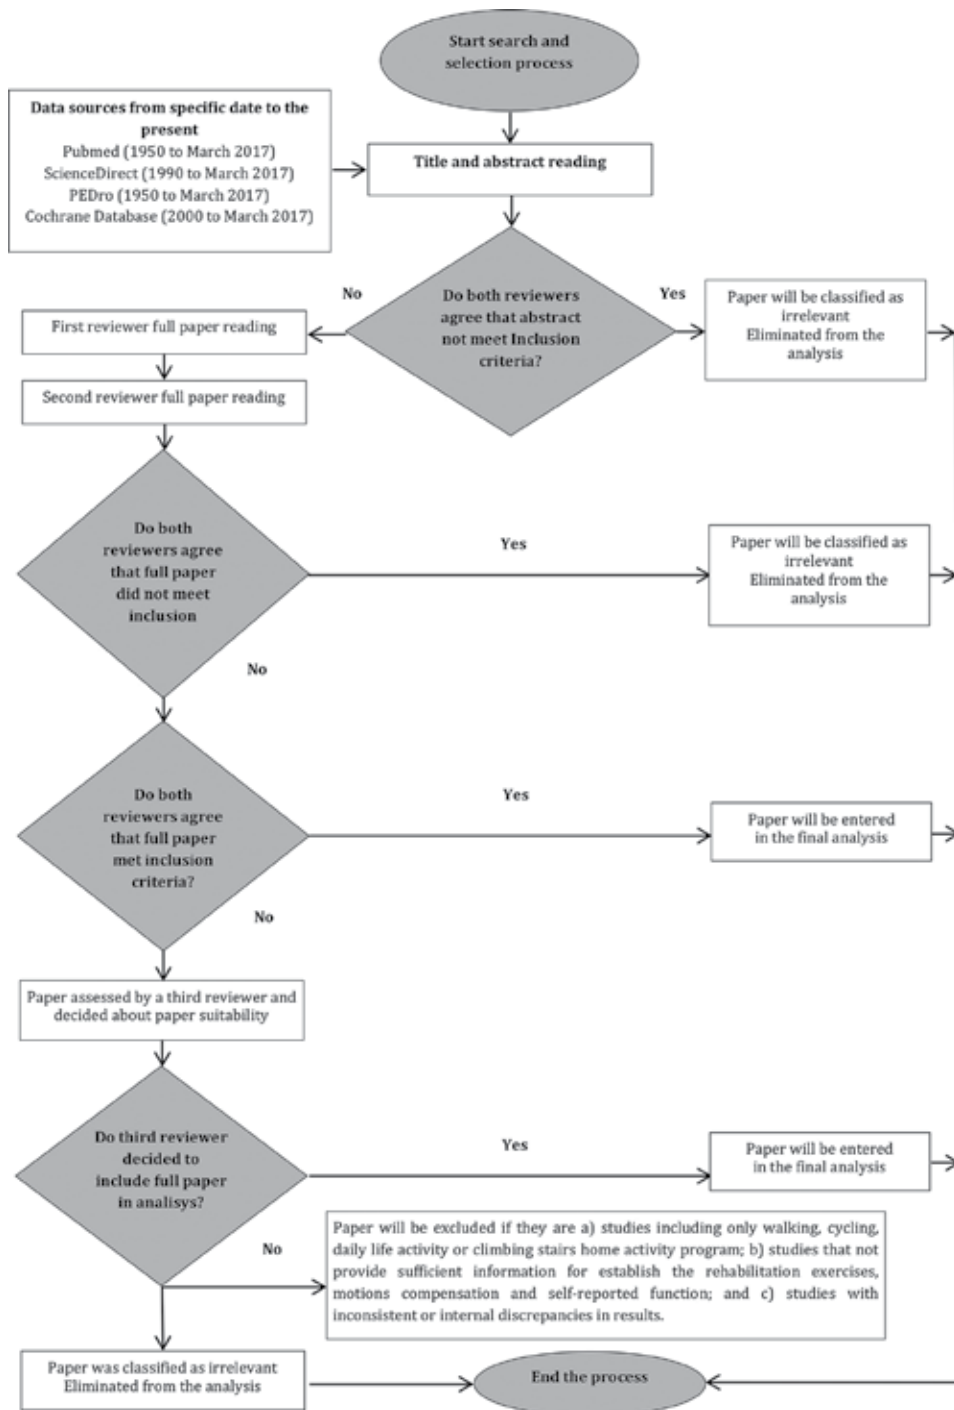 Start search and
selection process
Data sources from specific date to the
present
Pubmed (1950 to March 2017)
ScienceDirect (1990 to March 2017)
PEDro (1950 to March 2017)
Cochrane Database (2000 to March 2017)
Title and abstract reading
Do both reviewers
agree that abstract
not meet Inclusion
criteria?
No
Yes
Paper will be classified as
irrelevant
Eliminated from the
analysis
First reviewer full paper reading
Second reviewer full paper reading
Do both
reviewers agree
that full paper
did not meet
inclusion
Yes
Paper will be classified as
irrelevant
Eliminated from the
analysis
No
Do both
reviewers agree
that full paper
met inclusion
criteria?
Yes
Paper will be entered
in the final analysis
No
Paper assessed by a third reviewer and
decided about paper suitability
Do third reviewer
decided to
include full paper
in analisys?
Yes
Paper will be entered
in the final analysis
No
Paper will be excluded if they are a) studies including only walking, cycling,
daily life activity or climbing stairs home activity program; b) studies that not
provide sufficient information for establish the rehabilitation exercises,
motions compensation and self-reported function; and c) studies with
inconsistent or internal discrepancies in results.
Paper was classified as irrelevant
Eliminated from the analysis
End the process